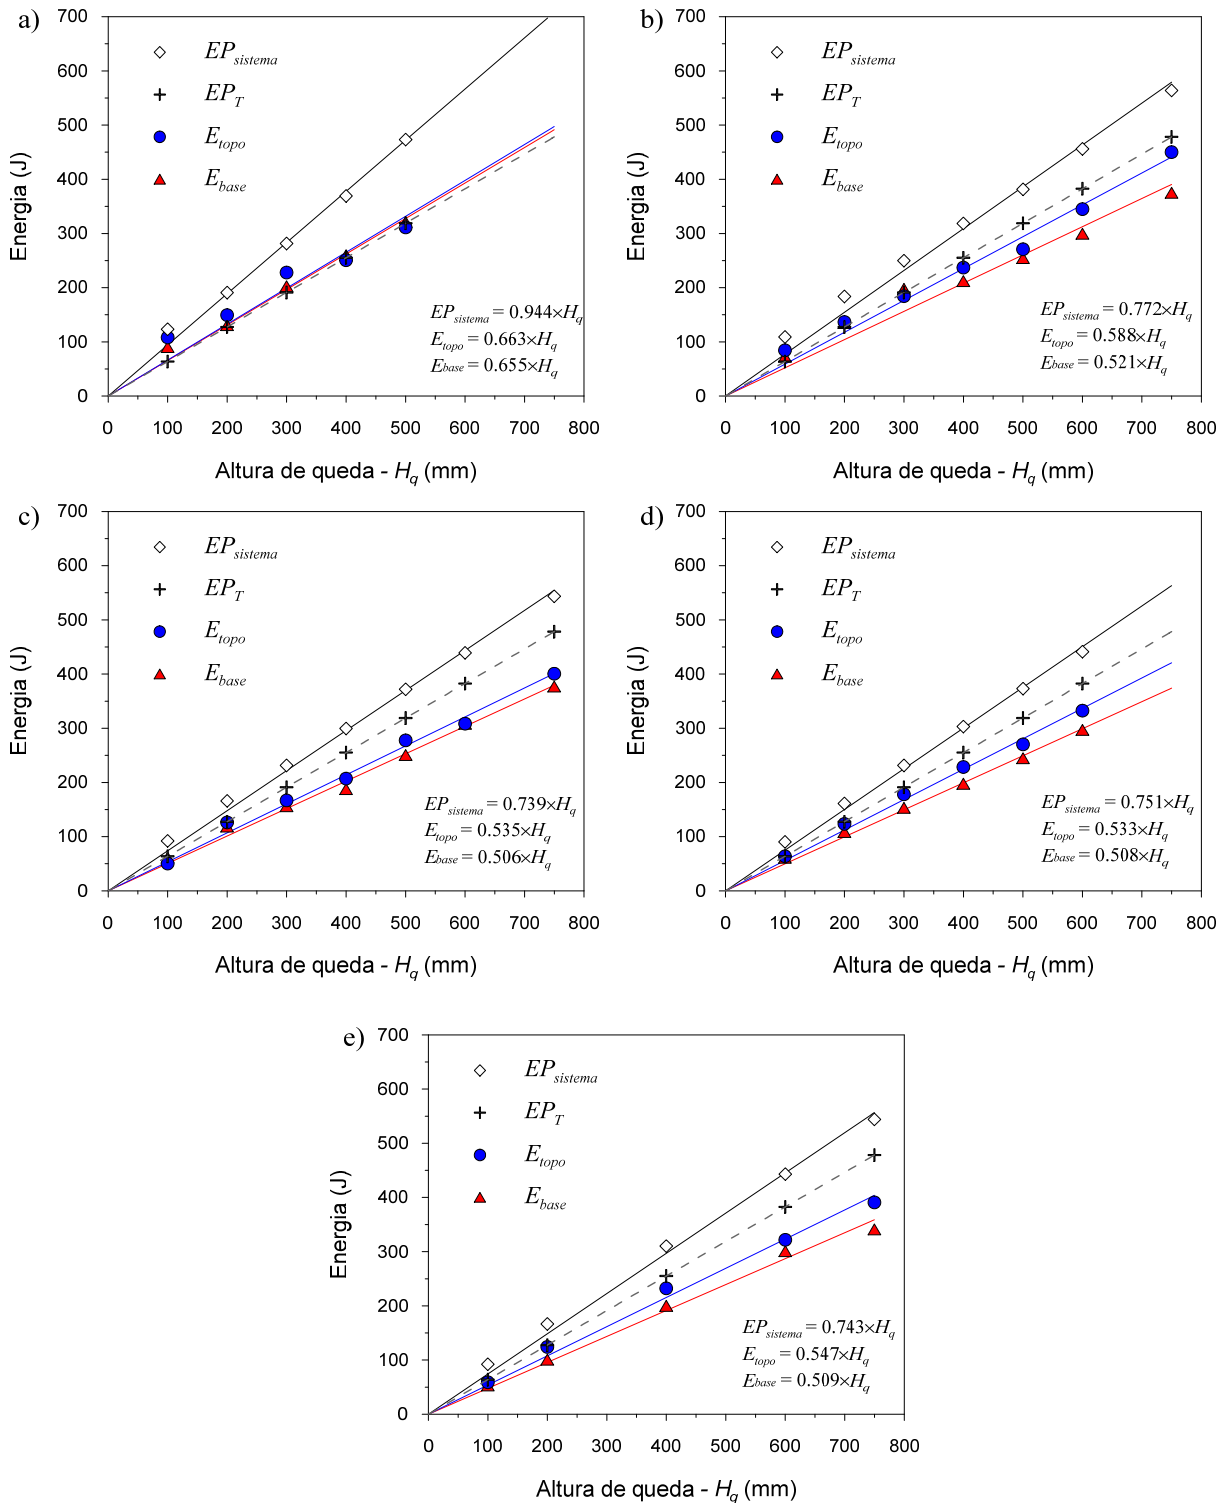 a)
700
600
500
400
300
200
100
0
Energia (J)
EPsistema
EPT
Etopo
Ebase
EPsistema = 0.944×Hq
Etopo = 0.663×Hq
Ebase = 0.655×Hq
0 100 200 300 400 500 600 700 800
Altura de queda - Hq (mm)
b)
700
600
500
400
300
200
100
0
Energia (J)
EPsistema
EPT
Etopo
Ebase
EPsistema = 0.772×Hq
Etopo = 0.588×Hq
Ebase = 0.521×Hq
0 100 200 300 400 500 600 700 800
Altura de queda - Hq (mm)
c)
700
600
500
400
300
200
100
0
Energia (J)
EPsistema
EPT
Etopo
Ebase
EPsistema = 0.739×Hq
Etopo = 0.535×Hq
Ebase = 0.506×Hq
0 100 200 300 400 500 600 700 800
Altura de queda - Hq (mm)
d)
700
600
500
400
300
200
100
0
Energia (J)
EPsistema
EPT
Etopo
Ebase
EPsistema = 0.751×Hq
Etopo = 0.533×Hq
Ebase = 0.508×Hq
0 100 200 300 400 500 600 700 800
Altura de queda - Hq (mm)
e)
700
600
500
400
300
200
100
0
Energia (J)
EPsistema
EPT
Etopo
Ebase
EPsistema = 0.743×Hq
Etopo = 0.547×Hq
Ebase = 0.509×Hq
0 100 200 300 400 500 600 700 800
Altura de queda - Hq (mm)